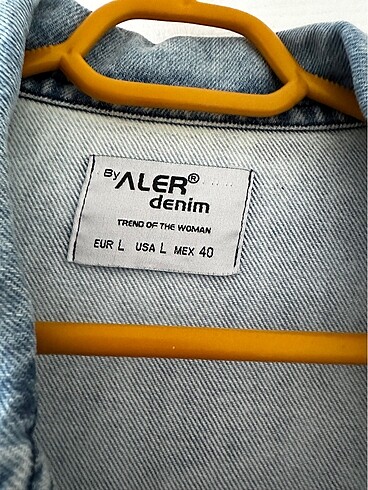 By ALER®
denim
TREND OF THE WOMAN
EUR L USA L MEX 40